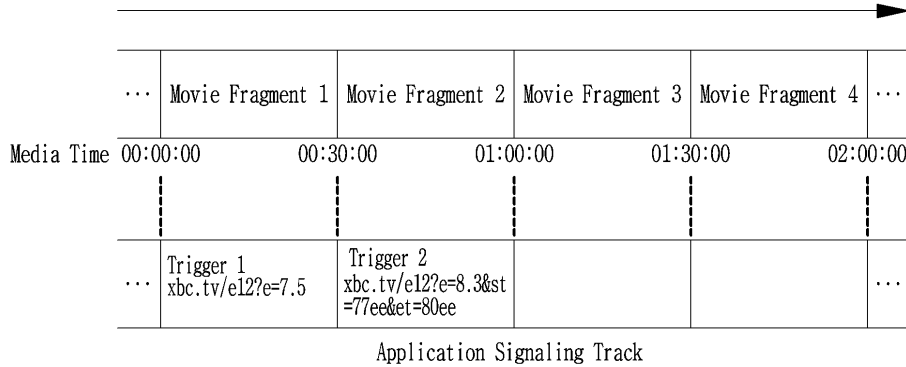 ··· Movie Fragment 1 Movie Fragment 2 Movie Fragment 3 Movie Fragment 4 ···
Media Time 00:00:00 00:30:00 01:00:00 01:30:00 02:00:00
··· Trigger 1
xbc.tv/e12?e=7.5
Trigger 2
xbc.tv/e12?e=8.3&st
=77ee&et=80ee
···
Application Signaling Track